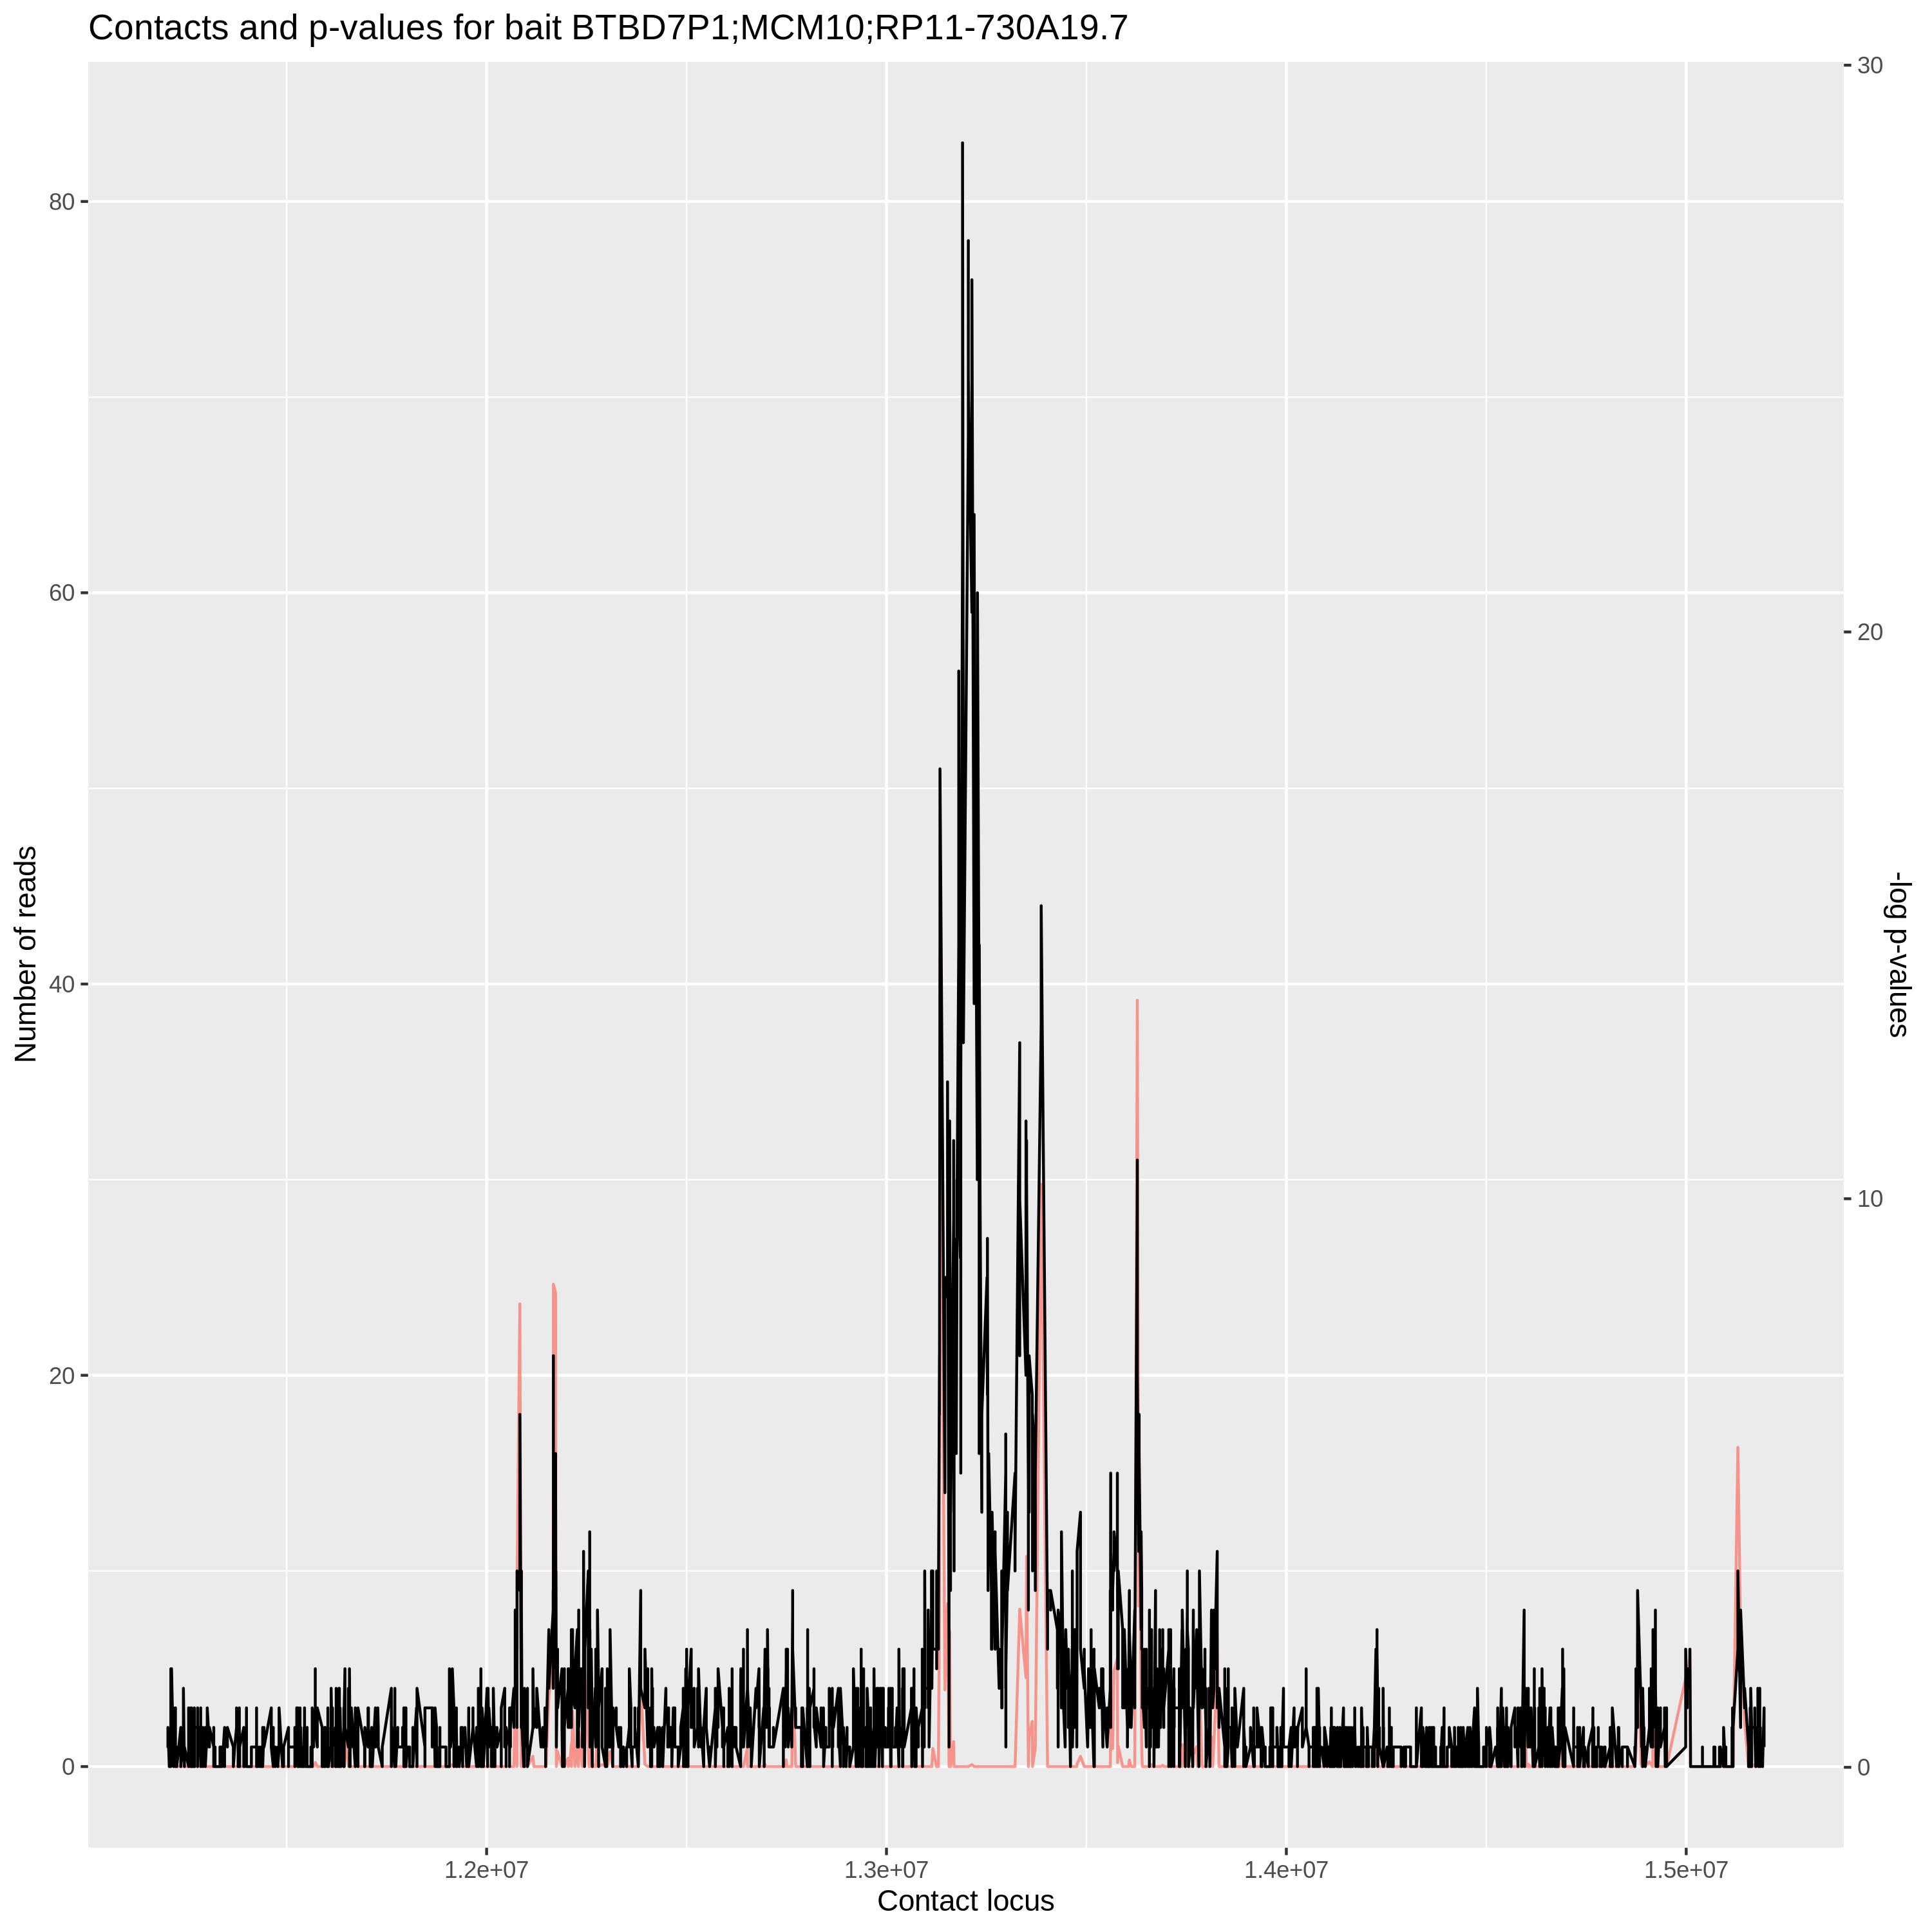 Contacts and p-values for bait BTBD7P1;MCM10;RP11-730A19.7
Number of reads
80
60
40
20
0
30
20
10
0
-log p-values
1.2e+07
1.3e+07
1.4e+07
1.5e+07
Contact locus